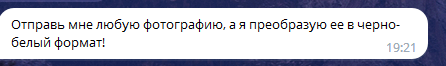 Отправь мне любую фотографию, а я преобразую ее в черно-
белый формат!
19:21